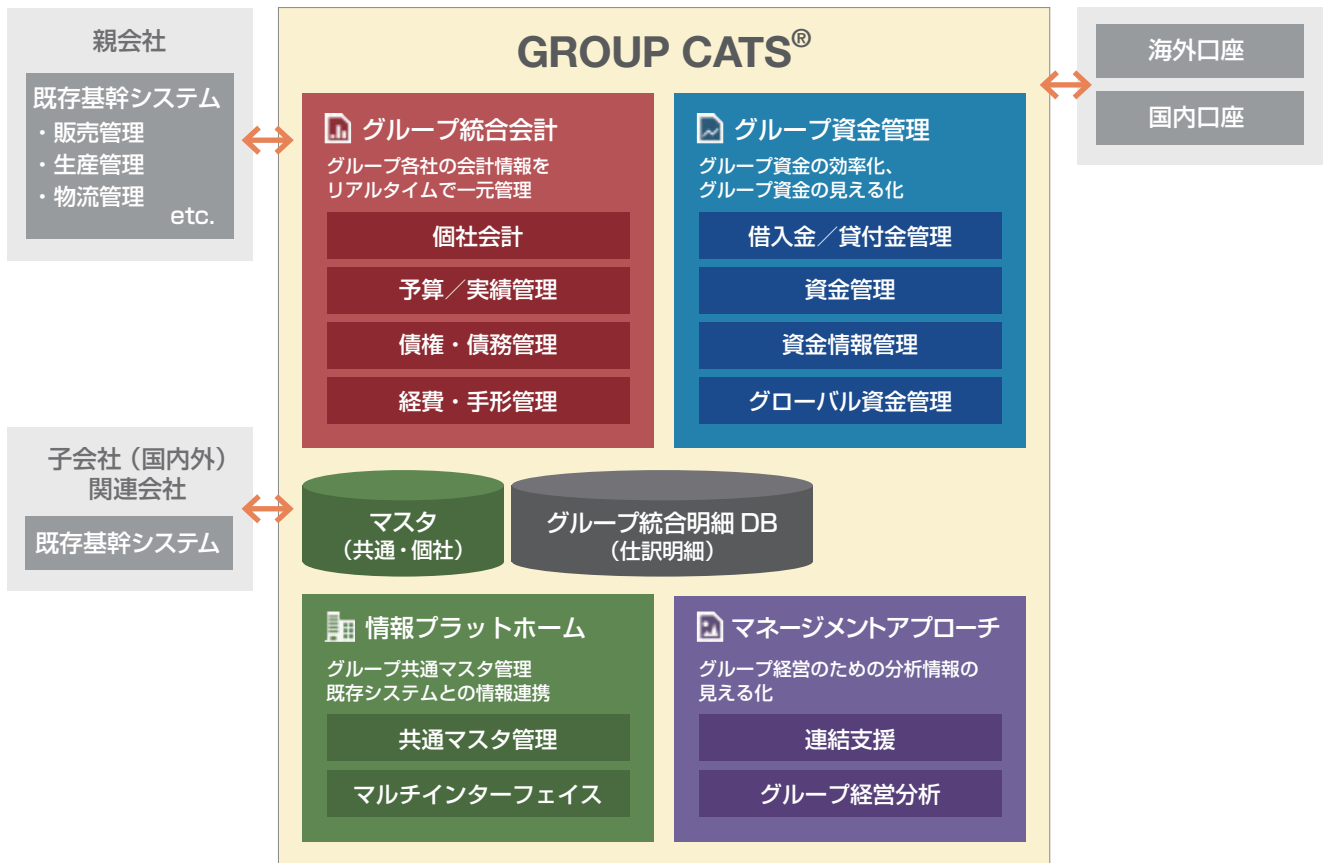 親会社
既存基幹システム
・販売管理
・生産管理
・物流管理
etc.
子会社（国内外）
関連会社
既存基幹システム
GROUP CATS®
グループ統合会計
グループ各社の会計情報を
リアルタイムで一元管理
個社会計
予算／実績管理
債権・債務管理
経費・手形管理
グループ資金管理
グループ資金の効率化、
グループ資金の見える化
借入金／貸付金管理
資金管理
資金情報管理
グローバル資金管理
マスタ
（共通・個社）
グループ統合明細 DB
（仕訳明細）
情報プラットホーム
グループ共通マスタ管理
既存システムとの情報連携
共通マスタ管理
マルチインターフェイス
マネージメントアプローチ
グループ経営のための分析情報の
見える化
連結支援
グループ経営分析
海外口座
国内口座